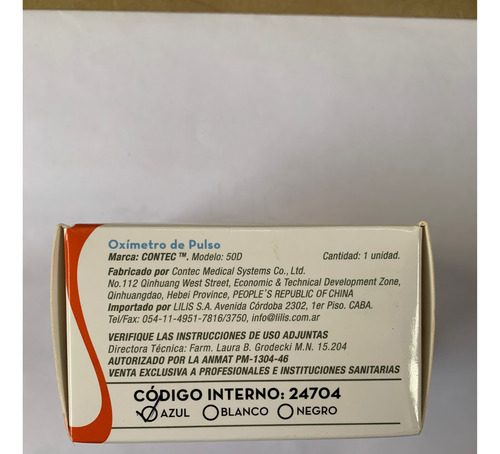 Oxímetro de Pulso
Marca: CONTEC ™. Modelo: 50D Cantidad: 1 unidad.
Fabricado por Contec Medical Systems Co., Ltd.
No.112 Qinhuang West Street, Economic & Technical Development Zone,
Qinhuangdao, Hebei Province, PEOPLE´S REPUBLIC OF CHINA
Importado por LILIS S.A. Avenida Córdoba 2302, 1er Piso. CABA.
Tel/Fax: 054-11-4951-7816/3750, info@lilis.com.ar
VERIFIQUE LAS INSTRUCCIONES DE USO ADJUNTAS
Directora Técnica: Farm. Laura B. Grodecki M.N. 15.204
AUTORIZADO POR LA ANMAT PM-1304-46
VENTA EXCLUSIVA A PROFESIONALES E INSTITUCIONES SANITARIAS
CÓDIGO INTERNO: 24704
AZUL BLANCO NEGRO